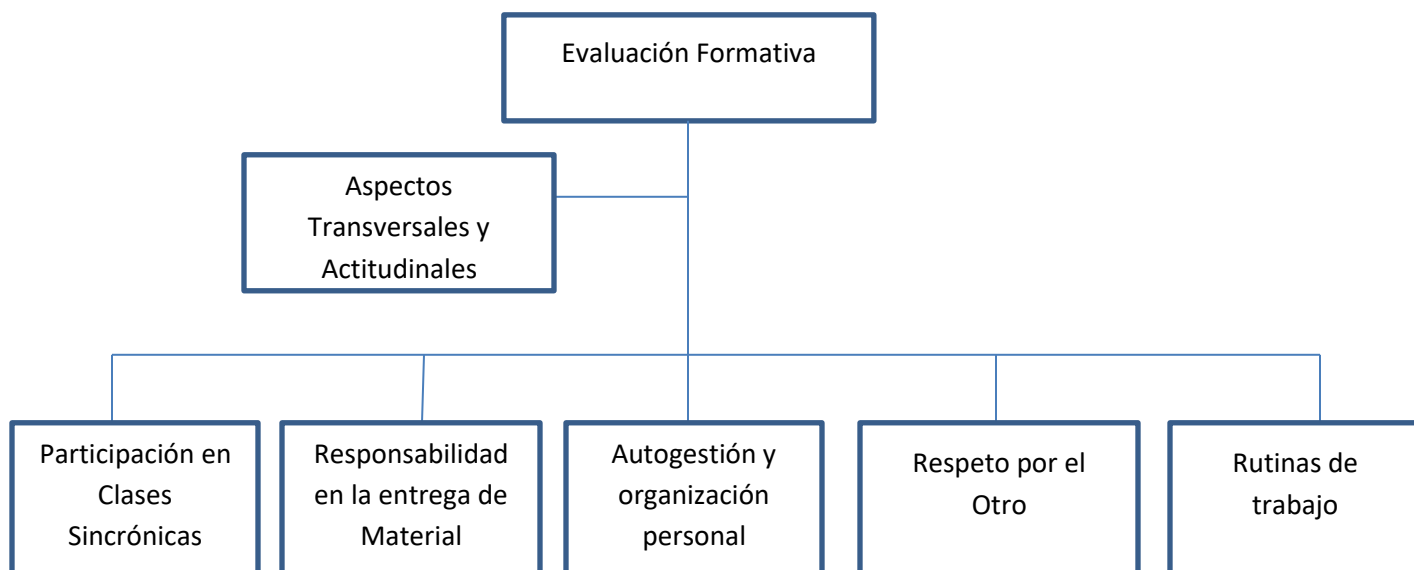 Evaluación Formativa
Aspectos
Transversales y
Actitudinales
Participación en
Clases
Sincrónicas
Responsabilidad
en la entrega de
Material
Autogestión y
organización
personal
Respeto por el
Otro
Rutinas de
trabajo